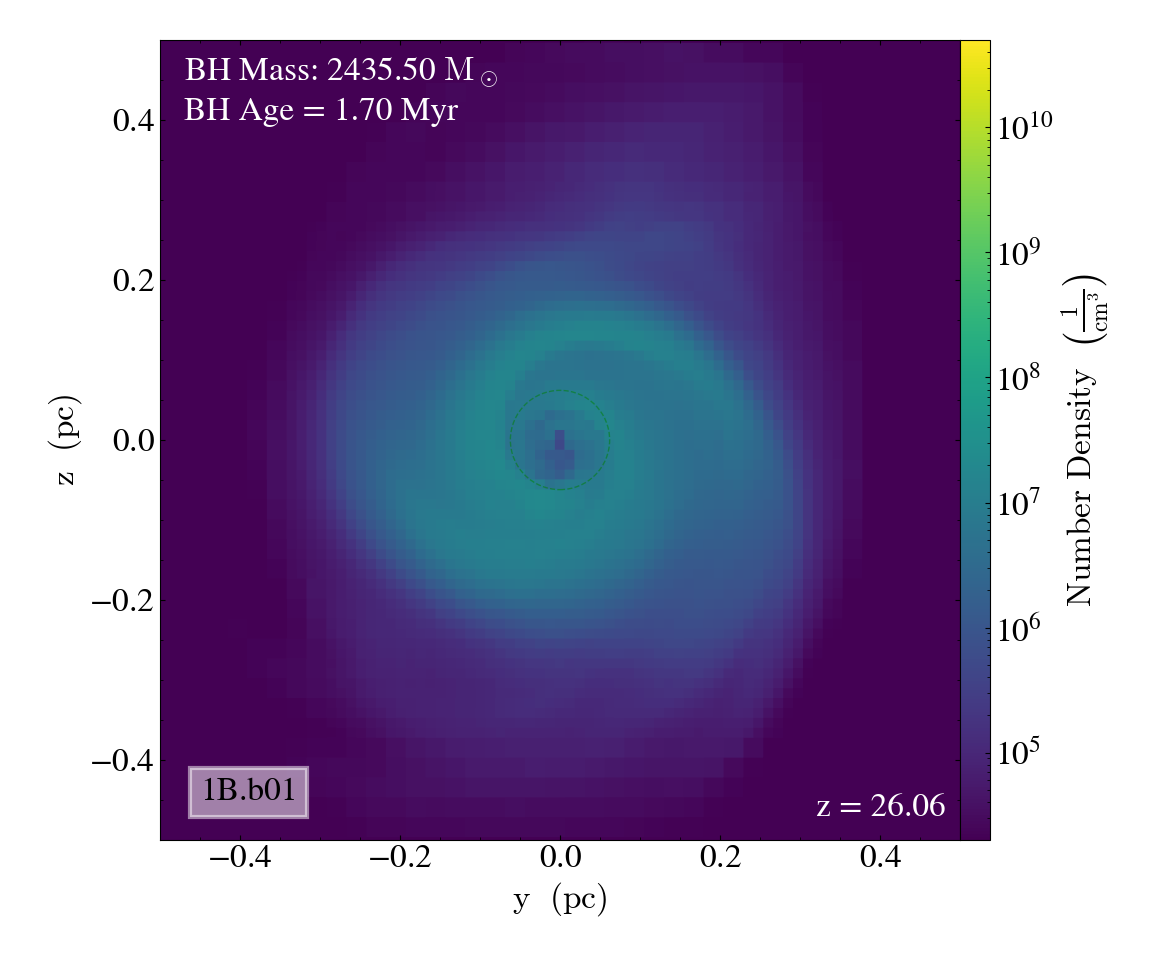 BH Mass: 2435.50 M☉
BH Age = 1.70 Myr
0.4
0.2
0.0
−0.2
−0.4
z (pc)
1B.b01
z = 26.06
−0.4 −0.2 0.0 0.2 0.4
y (pc)
10¹⁰
10⁹
10⁸
10⁷
10⁶
10⁵
Number Density (1/cm³)